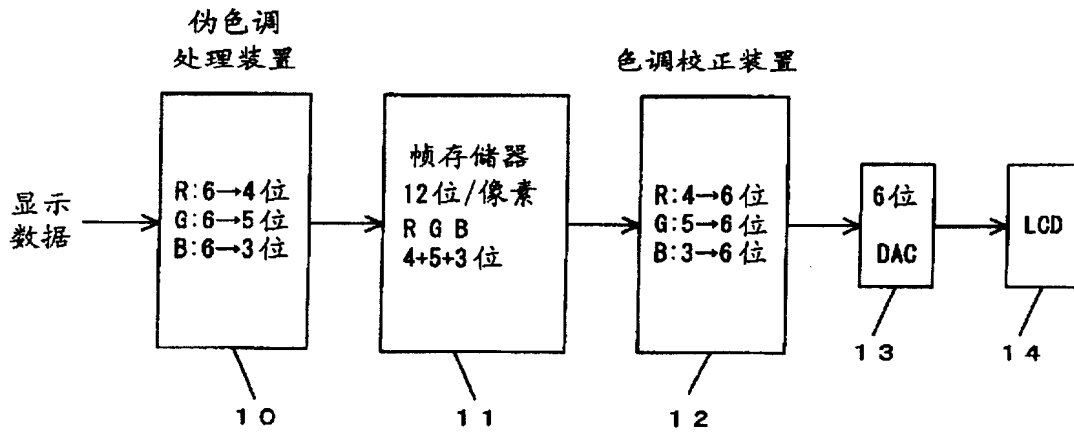 伪色调
处理装置
色调校正装置
显示
数据
R:6→4位
G:6→5位
B:6→3位
帧存储器
12位/像素
R G B
4+5+3位
R:4→6位
G:5→6位
B:3→6位
6位
DAC
LCD
10
11
12
13
14